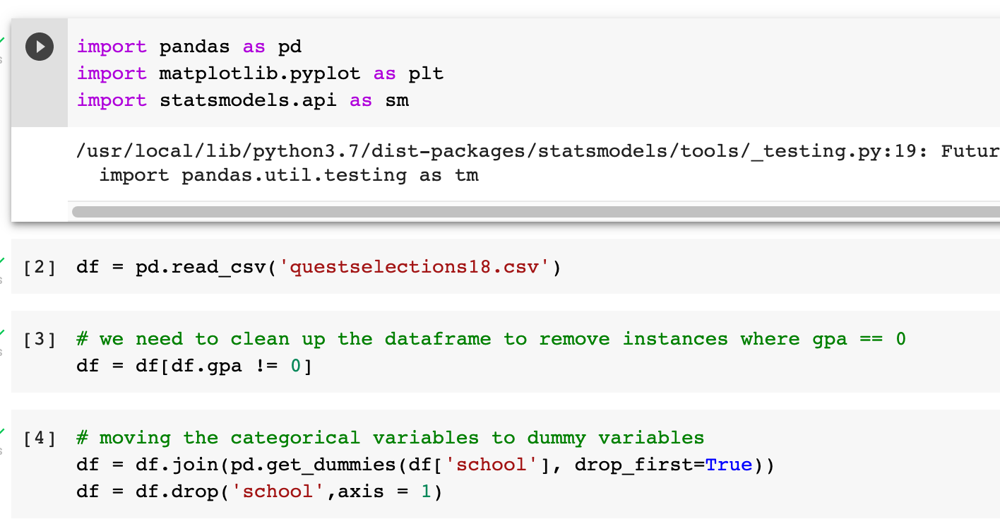 import pandas as pd
import matplotlib.pyplot as plt
import statsmodels.api as sm
/usr/local/lib/python3.7/dist-packages/statsmodels/tools/_testing.py:19: Futur
import pandas.util.testing as tm
[2] df = pd.read_csv('questselections18.csv')
[3] # we need to clean up the dataframe to remove instances where gpa == 0
df = df[df.gpa != 0]
[4] # moving the categorical variables to dummy variables
df = df.join(pd.get_dummies(df['school'], drop_first=True))
df = df.drop('school',axis = 1)